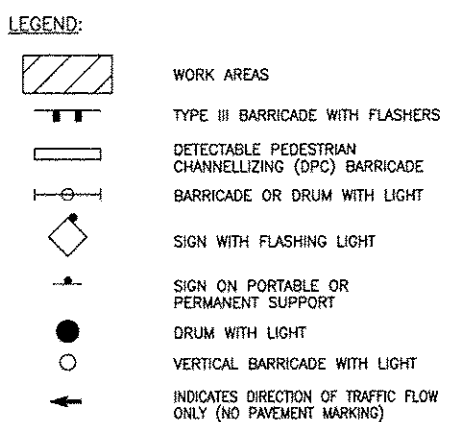 LEGEND:
WORK AREAS
TYPE III BARRICADE WITH FLASHERS
DETECTABLE PEDESTRIAN
CHANNELLIZING (DPC) BARRICADE
BARRICADE OR DRUM WITH LIGHT
SIGN WITH FLASHING LIGHT
SIGN ON PORTABLE OR
PERMANENT SUPPORT
DRUM WITH LIGHT
VERTICAL BARRICADE WITH LIGHT
INDICATES DIRECTION OF TRAFFIC FLOW
ONLY (NO PAVEMENT MARKING)